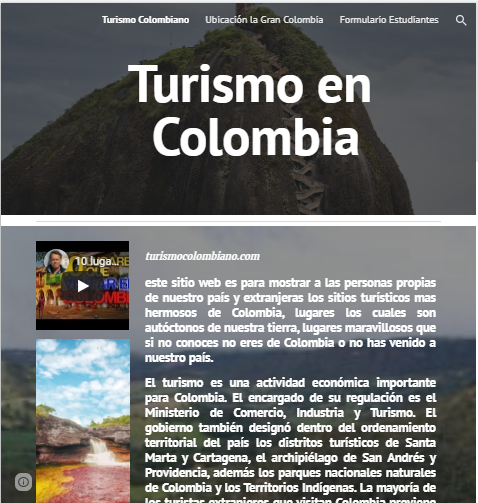 Turismo Colombiano Ubicación la Gran Colombia Formulario Estudiantes
Turismo en
Colombia
10 luga...
turismocolombiano.com
este sitio web es para mostrar a las personas propias
de nuestro país y extranjeras los sitios turísticos mas
hermosos de Colombia, lugares los cuales son
autóctonos de nuestra tierra, lugares maravillosos que
si no conoces no eres de Colombia o no has venido a
nuestro país.
El turismo es una actividad económica importante
para Colombia. El encargado de su regulación es el
Ministerio de Comercio, Industria y Turismo. El
gobierno también designó dentro del ordenamiento
territorial del país los distritos turísticos de Santa
Marta y Cartagena, el archipiélago de San Andrés y
Providencia, además los parques nacionales naturales
de Colombia y los Territorios Indígenas. La mayoría de
los turistas extranjeros que visitan Colombia proviene